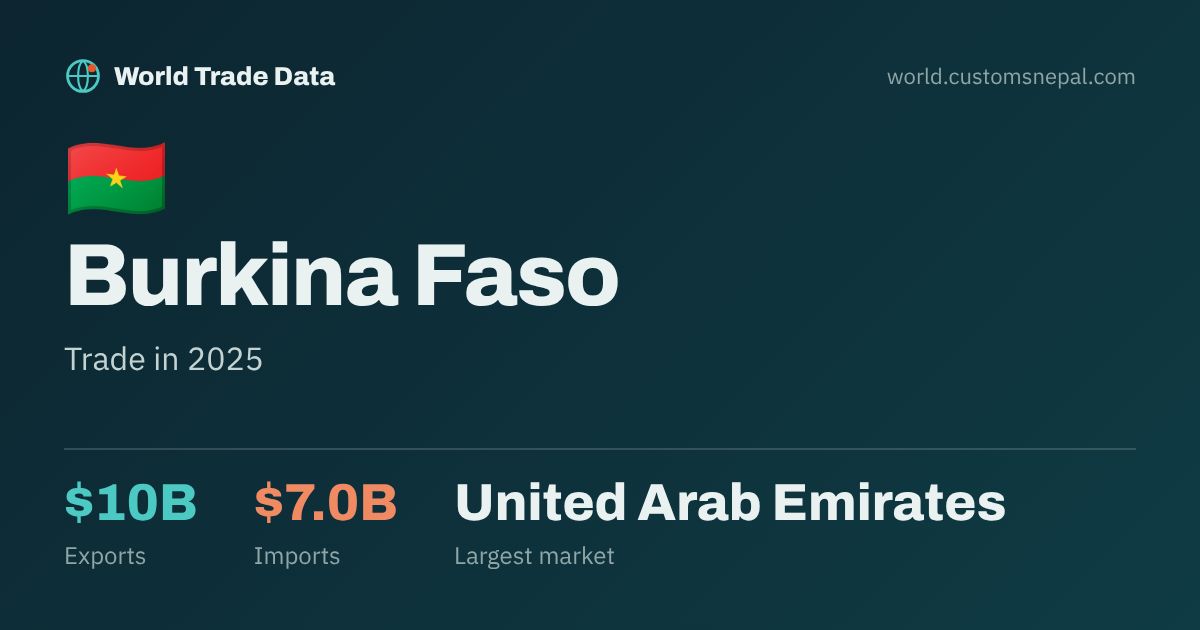 World Trade Data
world.customsnepal.com
Burkina Faso
Trade in 2025
$10B
$7.0B
United Arab Emirates
Exports
Imports
Largest market